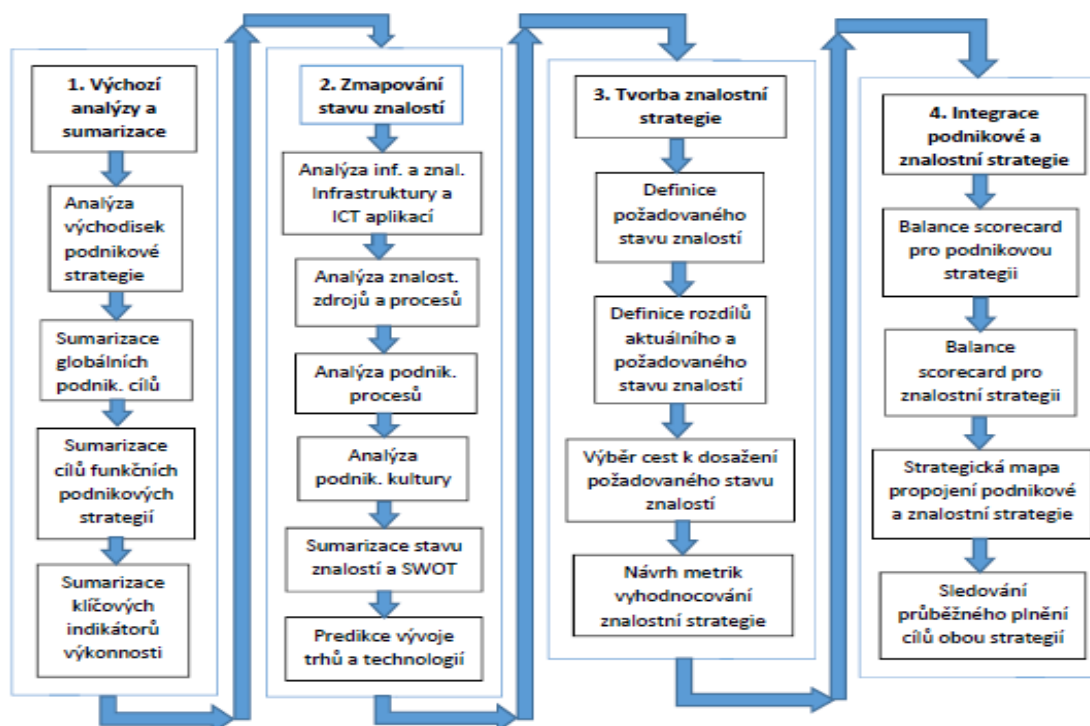 1. Výchozí
analýzy a
sumarizace
Analýza
východisek
podnikové
strategie
Sumarizace
globálních
podnik. cílů
Sumarizace
cílů funkčních
podnikových
strategií
Sumarizace
klíčových
indikátorů
výkonnosti
2. Zmapování
stavu znalostí
Analýza inf. a znal.
Infrastruktury a
ICT aplikací
Analýza znalost.
zdrojů a procesů
Analýza podnik.
procesů
Analýza
podnik. kultury
Sumarizace stavu
znalostí a SWOT
Predikce vývoje
trhů a technologií
3. Tvorba znalostní
strategie
Definice
požadovaného
stavu znalostí
Definice rozdílů
aktuálního a
požadovaného
stavu znalostí
Výběr cest k dosažení
požadovaného stavu
znalostí
Návrh metrik
vyhodnocování
znalostní strategie
4. Integrace
podnikové a
znalostní strategie
Balance scorecard
pro podnikovou
strategii
Balance
scorecard pro
znalostní strategii
Strategická mapa
propojení podnikové
a znalostní strategie
Sledování
průběžného plnění
cílů obou strategií